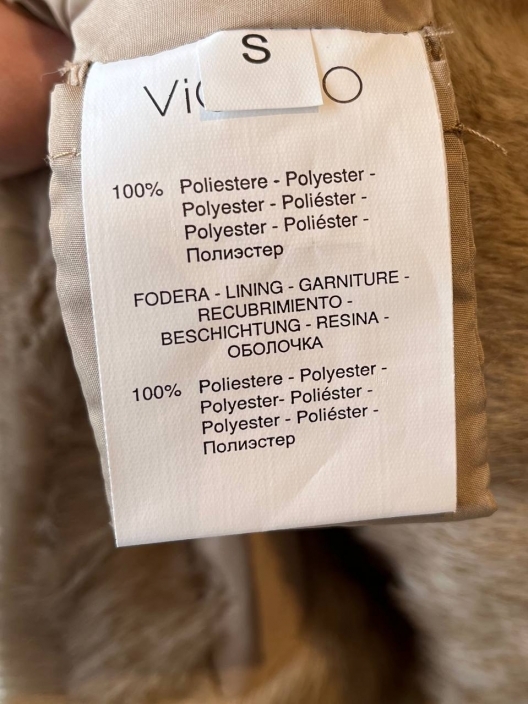 S
100% Poliestere - Polyester -
Polyester - Poliéster -
Polyester - Poliéster -
Полиэстер
FODERA - LINING - GARNITURE -
RECUBRIMIENTO -
BESCHICHTUNG - RESINA -
ОБОЛОЧКА
100% Poliestere - Polyester -
Polyester- Poliéster -
Polyester - Poliéster -
Полиэстер